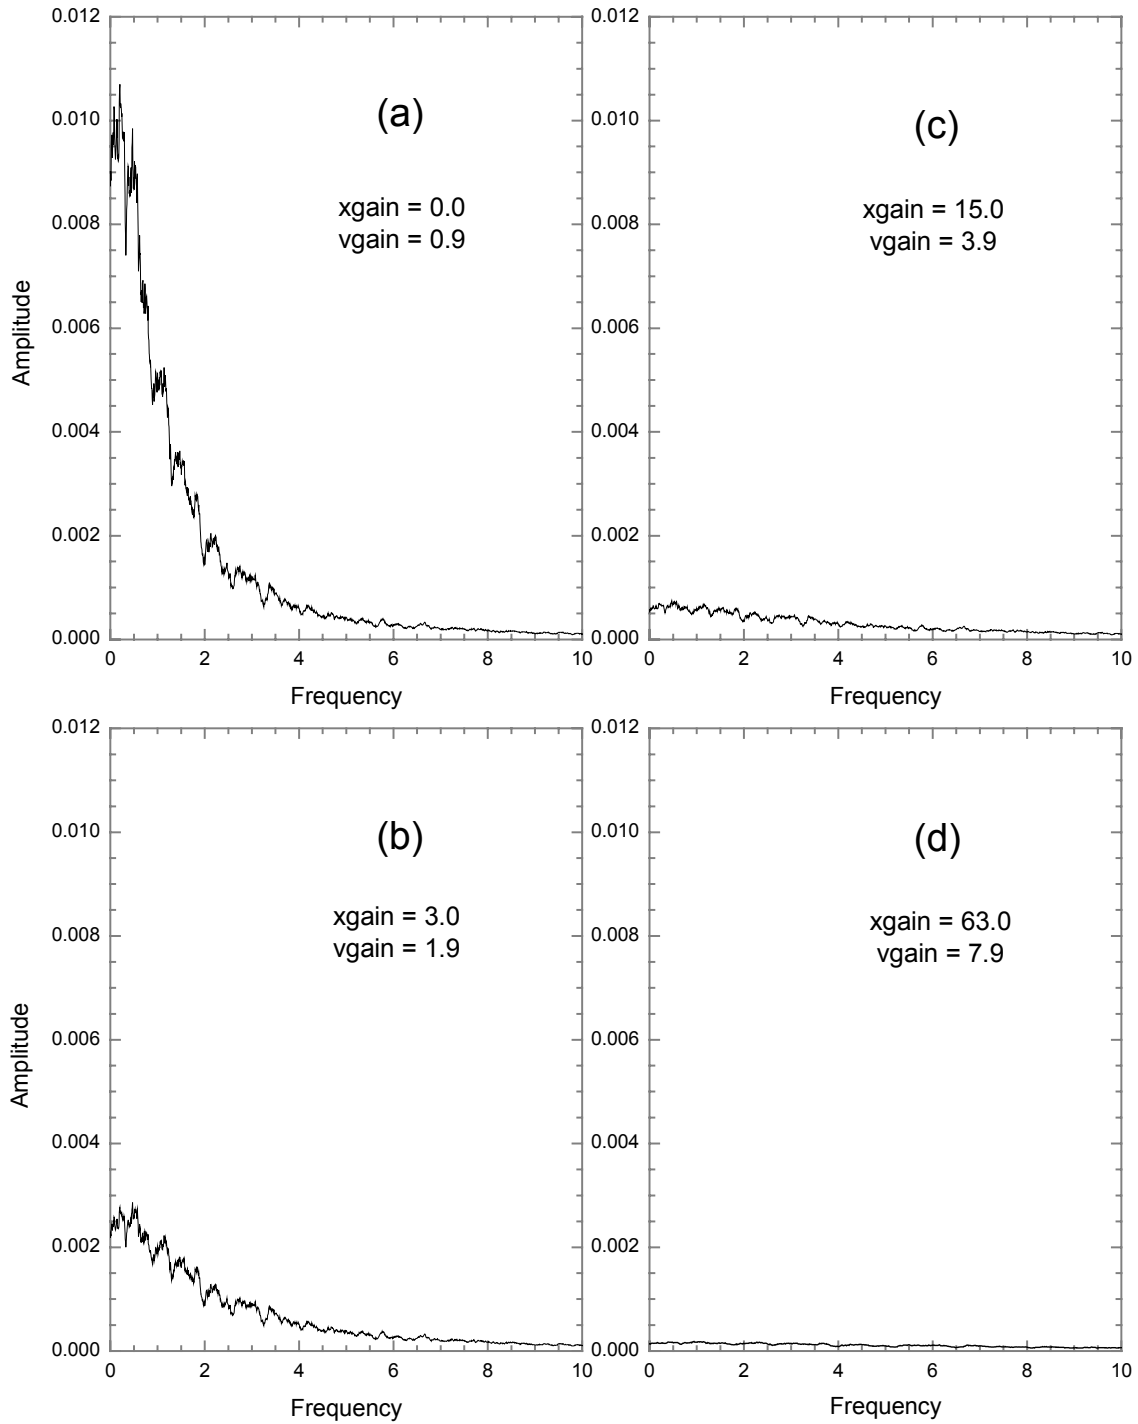 0.012
0.010
0.008
0.006
0.004
0.002
0.000
Amplitude
(a)
xgain = 0.0
vgain = 0.9
0 2 4 6 8 10
Frequency
0.012
0.010
0.008
0.006
0.004
0.002
0.000
(c)
xgain = 15.0
vgain = 3.9
0 2 4 6 8 10
Frequency
0.012
0.010
0.008
0.006
0.004
0.002
0.000
Amplitude
(b)
xgain = 3.0
vgain = 1.9
0 2 4 6 8 10
Frequency
0.012
0.010
0.008
0.006
0.004
0.002
0.000
(d)
xgain = 63.0
vgain = 7.9
0 2 4 6 8 10
Frequency